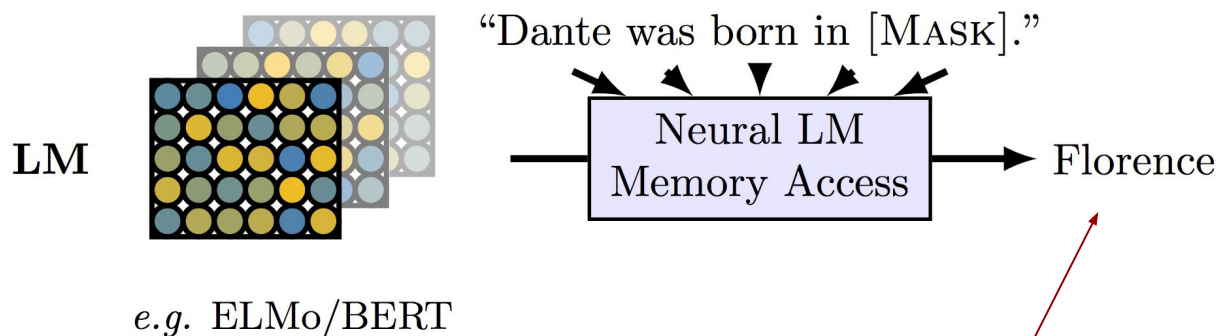 “Dante was born in [MASK].”
LM
Neural LM
Memory Access
Florence
e.g. ELMo/BERT